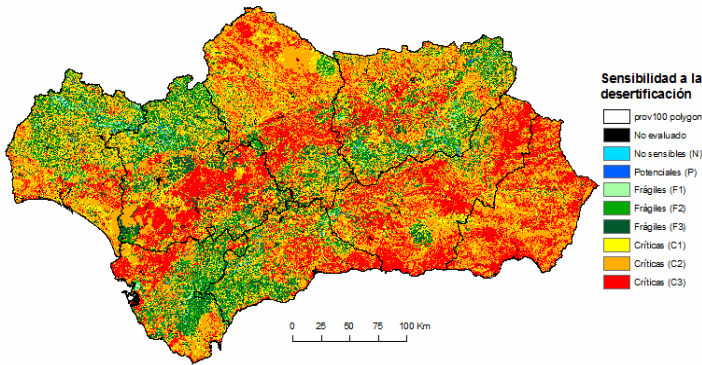 Sensibilidad a la
desertificación
prov100 polygon
No evaluado
No sensibles (N)
Potenciales (P)
Frágiles (F1)
Frágiles (F2)
Frágiles (F3)
Críticas (C1)
Críticas (C2)
Críticas (C3)
0 25 50 75 100 Km